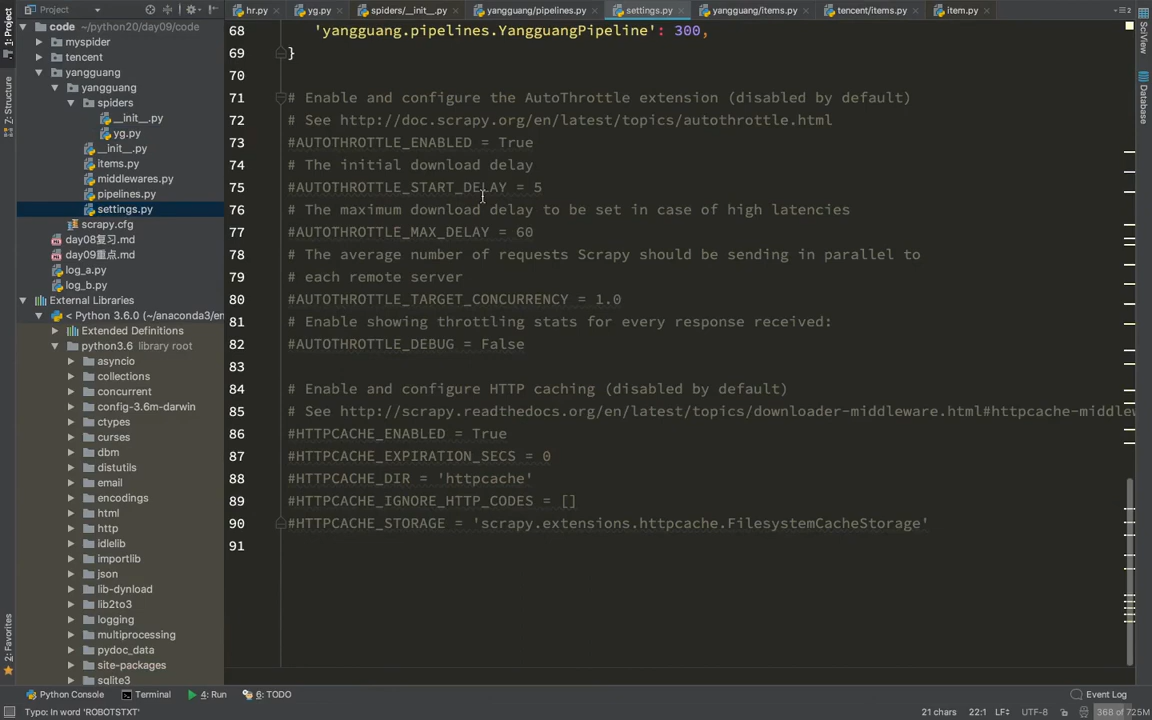 Project
hr.py
yg.py
spiders/__init__.py
yangguang/pipelines.py
settings.py
yangguang/items.py
tencent/items.py
item.py
1: Project
7: Structure
2: Favorites
SciView
Database
code ~/python20/day09/code
myspider
tencent
yangguang
yangguang
spiders
__init__.py
yg.py
__init__.py
items.py
middlewares.py
pipelines.py
settings.py
scrapy.cfg
day08复习.md
day09重点.md
log_a.py
log_b.py
External Libraries
< Python 3.6.0 (~/anaconda3/en
Extended Definitions
python3.6 library root
asyncio
collections
concurrent
config-3.6m-darwin
ctypes
curses
dbm
distutils
email
encodings
html
http
idlelib
importlib
json
lib-dynload
lib2to3
logging
multiprocessing
pydoc_data
site-packages
sqlite3
68 'yangguang.pipelines.YangguangPipeline': 300,
69 }
70
71 # Enable and configure the AutoThrottle extension (disabled by default)
72 # See http://doc.scrapy.org/en/latest/topics/autothrottle.html
73 #AUTOTHROTTLE_ENABLED = True
74 # The initial download delay
75 #AUTOTHROTTLE_START_DELAY = 5
76 # The maximum download delay to be set in case of high latencies
77 #AUTOTHROTTLE_MAX_DELAY = 60
78 # The average number of requests Scrapy should be sending in parallel to
79 # each remote server
80 #AUTOTHROTTLE_TARGET_CONCURRENCY = 1.0
81 # Enable showing throttling stats for every response received:
82 #AUTOTHROTTLE_DEBUG = False
83
84 # Enable and configure HTTP caching (disabled by default)
85 # See http://scrapy.readthedocs.org/en/latest/topics/downloader-middleware.html#httpcache-middlew
86 #HTTPCACHE_ENABLED = True
87 #HTTPCACHE_EXPIRATION_SECS = 0
88 #HTTPCACHE_DIR = 'httpcache'
89 #HTTPCACHE_IGNORE_HTTP_CODES = []
90 #HTTPCACHE_STORAGE = 'scrapy.extensions.httpcache.FilesystemCacheStorage'
91
Python Console
Terminal
4: Run
6: TODO
Event Log
Typo: In word 'ROBOTSTXT'
21 chars
22:1
LF
UTF-8
368 of 725M